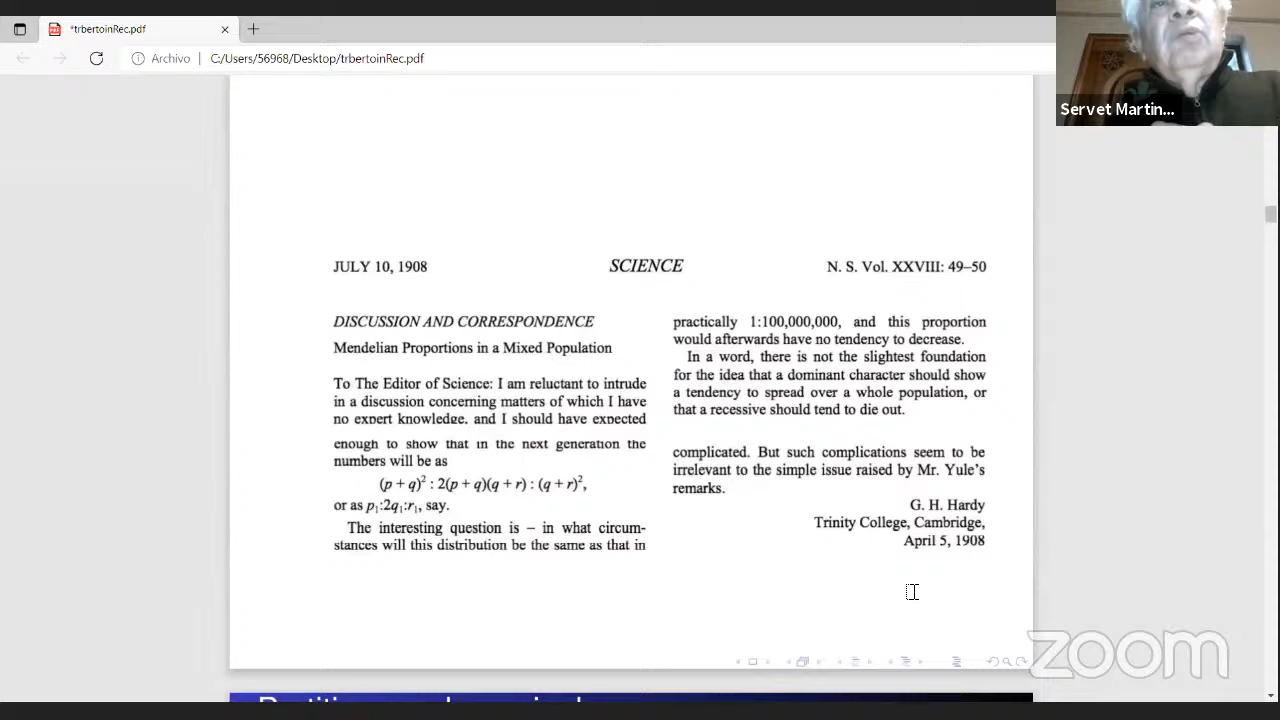 *trbertoinRec.pdf
Archivo C:/Users/56968/Desktop/trbertoinRec.pdf
Servet Martin...
JULY 10, 1908 SCIENCE N. S. Vol. XXVIII: 49–50
DISCUSSION AND CORRESPONDENCE
Mendelian Proportions in a Mixed Population
To The Editor of Science: I am reluctant to intrude
in a discussion concerning matters of which I have
no expert knowledge, and I should have expected
enough to show that in the next generation the
numbers will be as
(p + q)² : 2(p + q)(q + r) : (q + r)²,
or as p₁:2q₁:r₁, say.
The interesting question is – in what circum-
stances will this distribution be the same as that in
practically 1:100,000,000, and this proportion
would afterwards have no tendency to decrease.
In a word, there is not the slightest foundation
for the idea that a dominant character should show
a tendency to spread over a whole population, or
that a recessive should tend to die out.
complicated. But such complications seem to be
irrelevant to the simple issue raised by Mr. Yule's
remarks.
G. H. Hardy
Trinity College, Cambridge,
April 5, 1908
zoom